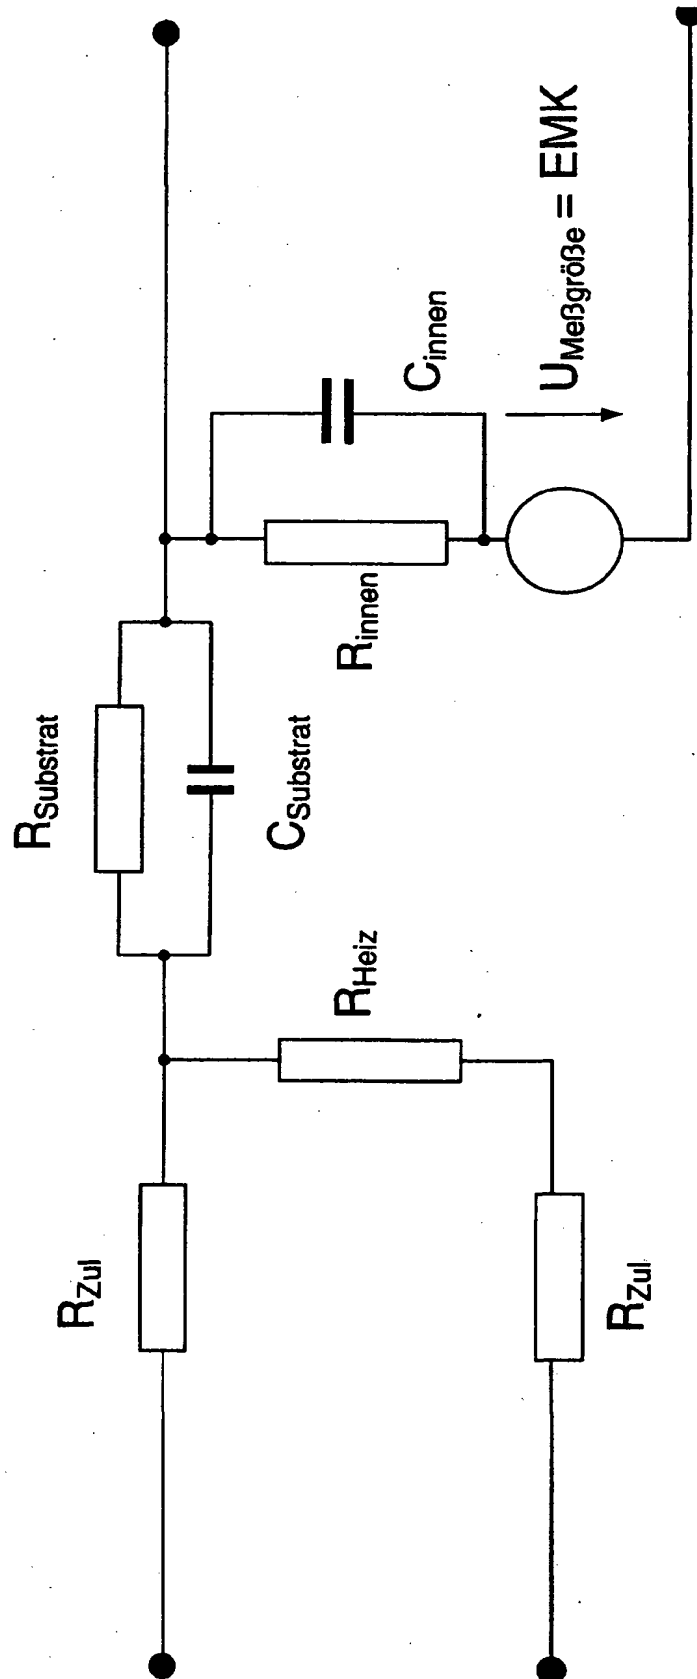 R_Zul
R_Zul
R_Heiz
R_Substrat
C_Substrat
R_innen
C_innen
U_Meßgröße = EMK